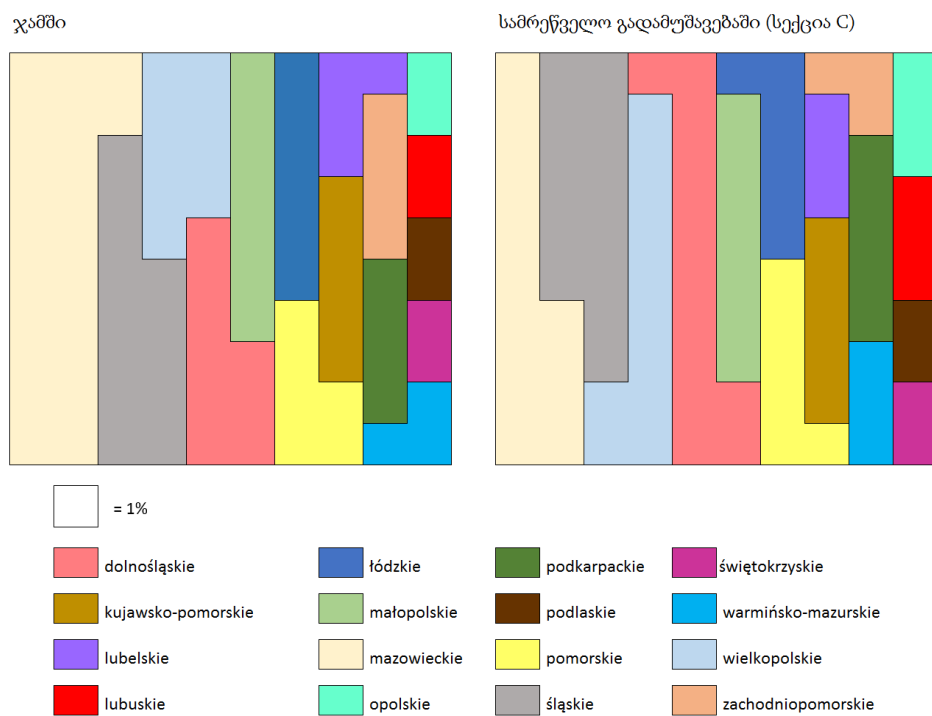 ჯამში
სამრეწველო გადამუშავებაში (სექცია C)
= 1%
dolnośląskie
łódzkie
podkarpackie
świętokrzyskie
kujawsko-pomorskie
małopolskie
podlaskie
warmińsko-mazurskie
lubelskie
mazowieckie
pomorskie
wielkopolskie
lubuskie
opolskie
śląskie
zachodniopomorskie